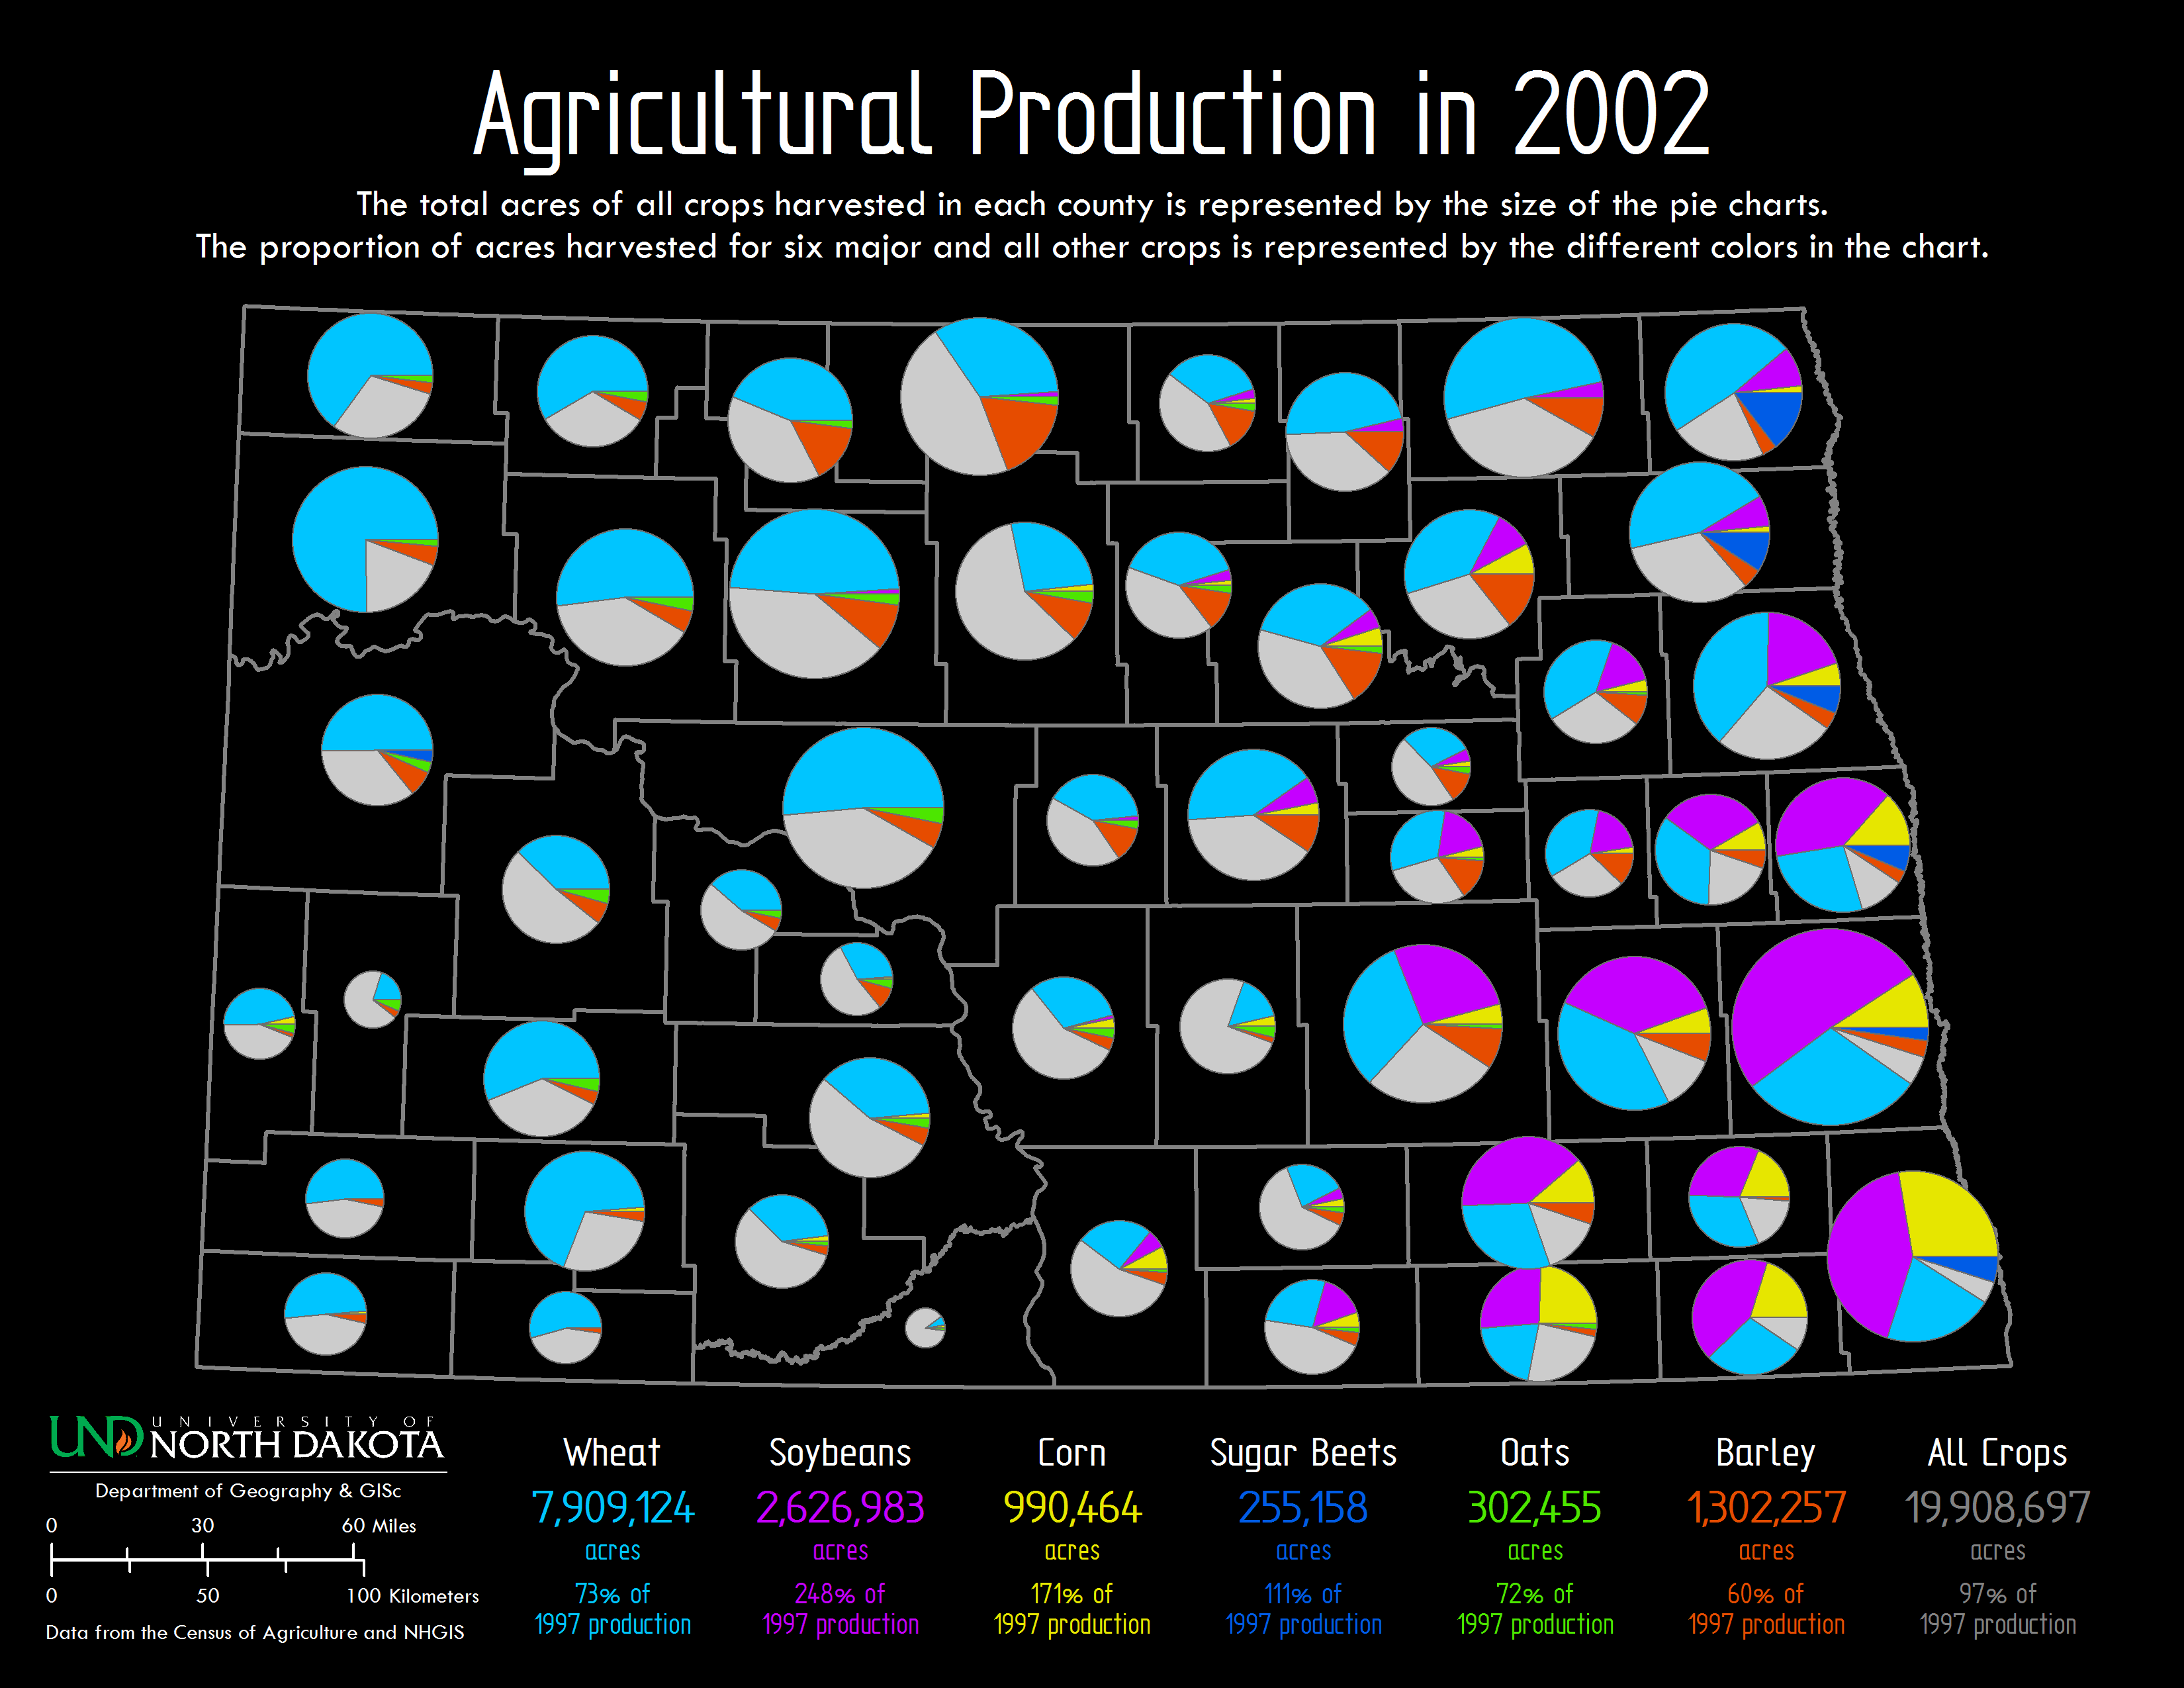 Agricultural Production in 2002
The total acres of all crops harvested in each county is represented by the size of the pie charts.
The proportion of acres harvested for six major and all other crops is represented by the different colors in the chart.
UND UNIVERSITY OF
NORTH DAKOTA
Department of Geography & GISc
0 30 60 Miles
0 50 100 Kilometers
Data from the Census of Agriculture and NHGIS
Wheat
7,909,124
acres
73% of
1997 production
Soybeans
2,626,983
acres
248% of
1997 production
Corn
990,464
acres
171% of
1997 production
Sugar Beets
255,158
acres
111% of
1997 production
Oats
302,455
acres
72% of
1997 production
Barley
1,302,257
acres
60% of
1997 production
All Crops
19,908,697
acres
97% of
1997 production